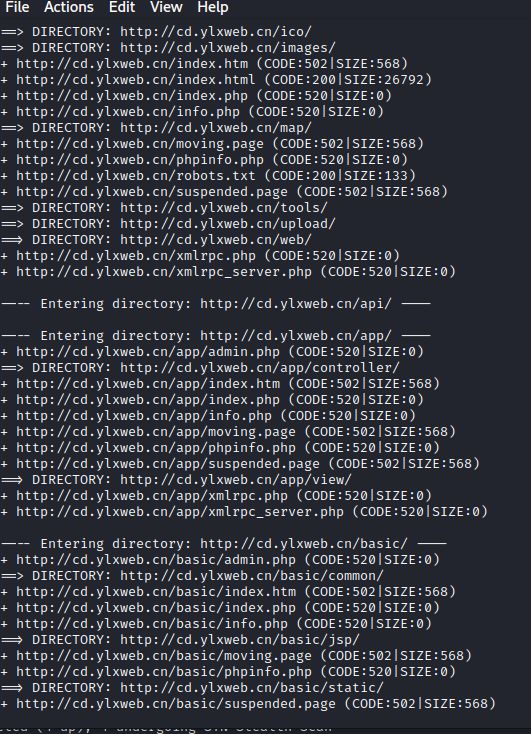 File Actions Edit View Help
==> DIRECTORY: http://cd.ylxweb.cn/ico/
==> DIRECTORY: http://cd.ylxweb.cn/images/
+ http://cd.ylxweb.cn/index.htm (CODE:502|SIZE:568)
+ http://cd.ylxweb.cn/index.html (CODE:200|SIZE:26792)
+ http://cd.ylxweb.cn/index.php (CODE:520|SIZE:0)
+ http://cd.ylxweb.cn/info.php (CODE:520|SIZE:0)
==> DIRECTORY: http://cd.ylxweb.cn/map/
+ http://cd.ylxweb.cn/moving.page (CODE:502|SIZE:568)
+ http://cd.ylxweb.cn/phpinfo.php (CODE:520|SIZE:0)
+ http://cd.ylxweb.cn/robots.txt (CODE:200|SIZE:133)
+ http://cd.ylxweb.cn/suspended.page (CODE:502|SIZE:568)
==> DIRECTORY: http://cd.ylxweb.cn/tools/
==> DIRECTORY: http://cd.ylxweb.cn/upload/
==> DIRECTORY: http://cd.ylxweb.cn/web/
+ http://cd.ylxweb.cn/xmlrpc.php (CODE:520|SIZE:0)
+ http://cd.ylxweb.cn/xmlrpc_server.php (CODE:520|SIZE:0)
---- Entering directory: http://cd.ylxweb.cn/api/ ----
---- Entering directory: http://cd.ylxweb.cn/app/ ----
+ http://cd.ylxweb.cn/app/admin.php (CODE:520|SIZE:0)
==> DIRECTORY: http://cd.ylxweb.cn/app/controller/
+ http://cd.ylxweb.cn/app/index.htm (CODE:502|SIZE:568)
+ http://cd.ylxweb.cn/app/index.php (CODE:520|SIZE:0)
+ http://cd.ylxweb.cn/app/info.php (CODE:520|SIZE:0)
+ http://cd.ylxweb.cn/app/moving.page (CODE:502|SIZE:568)
+ http://cd.ylxweb.cn/app/phpinfo.php (CODE:520|SIZE:0)
+ http://cd.ylxweb.cn/app/suspended.page (CODE:502|SIZE:568)
==> DIRECTORY: http://cd.ylxweb.cn/app/view/
+ http://cd.ylxweb.cn/app/xmlrpc.php (CODE:520|SIZE:0)
+ http://cd.ylxweb.cn/app/xmlrpc_server.php (CODE:520|SIZE:0)
---- Entering directory: http://cd.ylxweb.cn/basic/ ----
+ http://cd.ylxweb.cn/basic/admin.php (CODE:520|SIZE:0)
==> DIRECTORY: http://cd.ylxweb.cn/basic/common/
+ http://cd.ylxweb.cn/basic/index.htm (CODE:502|SIZE:568)
+ http://cd.ylxweb.cn/basic/index.php (CODE:520|SIZE:0)
+ http://cd.ylxweb.cn/basic/info.php (CODE:520|SIZE:0)
==> DIRECTORY: http://cd.ylxweb.cn/basic/jsp/
+ http://cd.ylxweb.cn/basic/moving.page (CODE:502|SIZE:568)
+ http://cd.ylxweb.cn/basic/phpinfo.php (CODE:520|SIZE:0)
==> DIRECTORY: http://cd.ylxweb.cn/basic/static/
+ http://cd.ylxweb.cn/basic/suspended.page (CODE:502|SIZE:568)